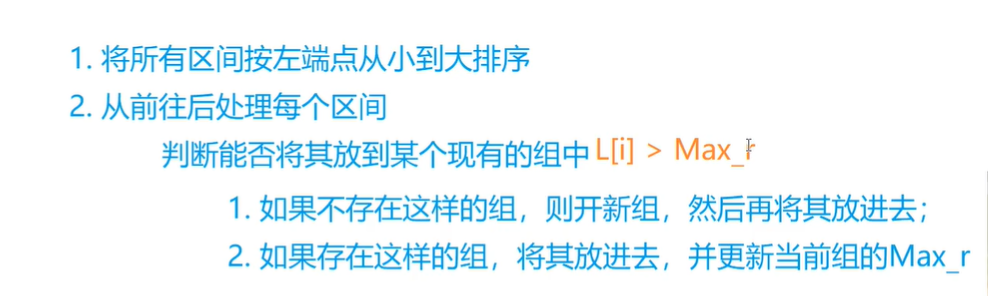 1. 将所有区间按左端点从小到大排序
2. 从前往后处理每个区间
判断能否将其放到某个现有的组中 L[i] > Max_r
1. 如果不存在这样的组，则开新组，然后再将其放进去；
2. 如果存在这样的组，将其放进去，并更新当前组的Max_r